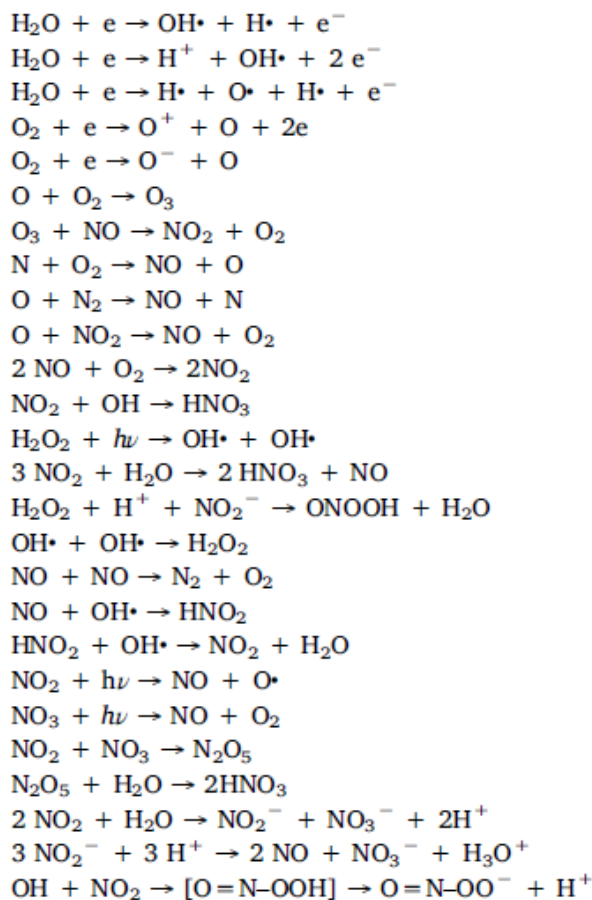 H₂O + e → OH• + H• + e⁻
H₂O + e → H⁺ + OH• + 2 e⁻
H₂O + e → H• + O• + H• + e⁻
O₂ + e → O⁺ + O + 2e
O₂ + e → O⁻ + O
O + O₂ → O₃
O₃ + NO → NO₂ + O₂
N + O₂ → NO + O
O + N₂ → NO + N
O + NO₂ → NO + O₂
2 NO + O₂ → 2NO₂
NO₂ + OH → HNO₃
H₂O₂ + hν → OH• + OH•
3 NO₂ + H₂O → 2 HNO₃ + NO
H₂O₂ + H⁺ + NO₂⁻ → ONOOH + H₂O
OH• + OH• → H₂O₂
NO + NO → N₂ + O₂
NO + OH• → HNO₂
HNO₂ + OH• → NO₂ + H₂O
NO₂ + hν → NO + O•
NO₃ + hν → NO + O₂
NO₂ + NO₃ → N₂O₅
N₂O₅ + H₂O → 2HNO₃
2 NO₂ + H₂O → NO₂⁻ + NO₃⁻ + 2H⁺
3 NO₂⁻ + 3 H⁺ → 2 NO + NO₃⁻ + H₃O⁺
OH + NO₂ → [O=N–OOH] → O=N–OO⁻ + H⁺